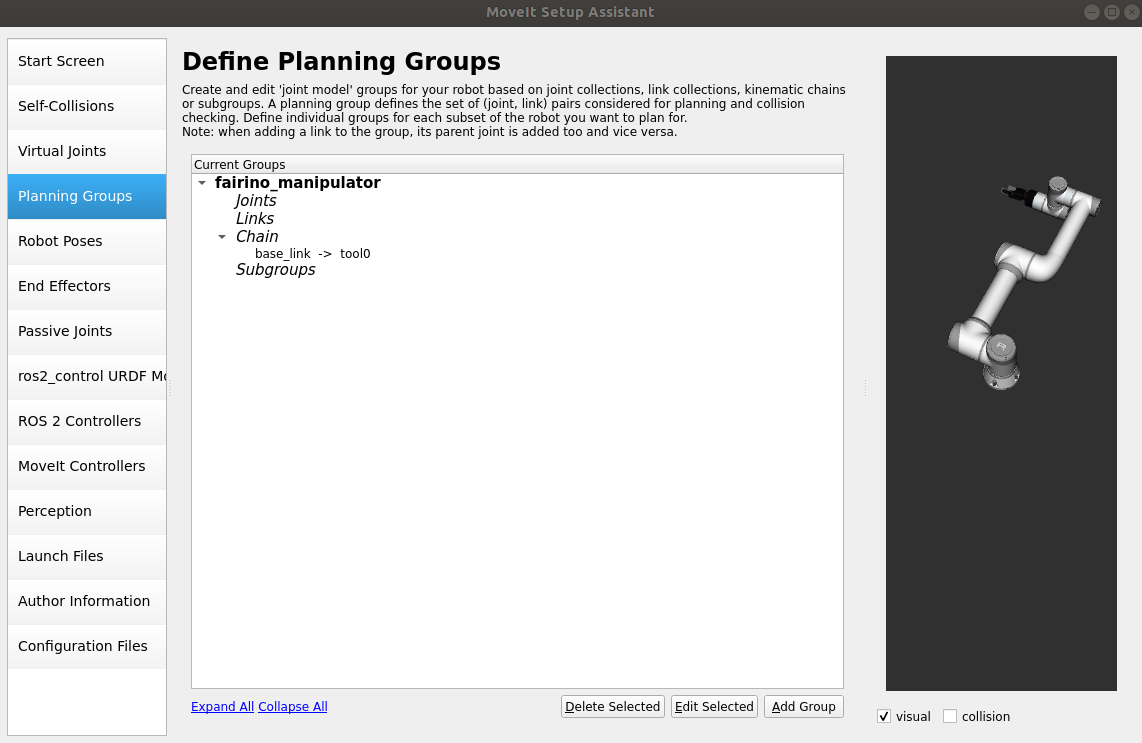 MoveIt Setup Assistant
Start Screen
Self-Collisions
Virtual Joints
Planning Groups
Robot Poses
End Effectors
Passive Joints
ros2_control URDF Mo
ROS 2 Controllers
MoveIt Controllers
Perception
Launch Files
Author Information
Configuration Files
Define Planning Groups
Create and edit 'joint model' groups for your robot based on joint collections, link collections, kinematic chains
or subgroups. A planning group defines the set of (joint, link) pairs considered for planning and collision
checking. Define individual groups for each subset of the robot you want to plan for.
Note: when adding a link to the group, its parent joint is added too and vice versa.
Current Groups
fairino_manipulator
Joints
Links
Chain
base_link -> tool0
Subgroups
Expand All Collapse All
Delete Selected Edit Selected Add Group
visual collision